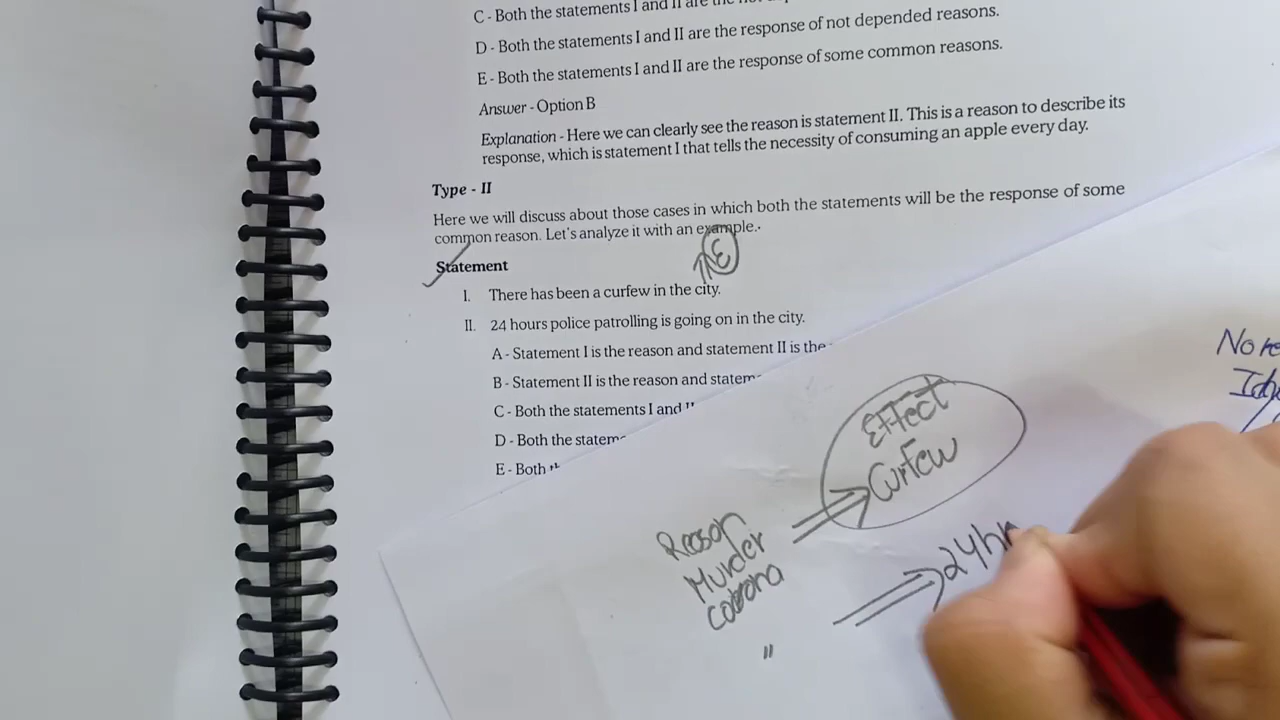 C - Both the statements I and II are the
D - Both the statements I and II are the response of not depended reasons.
E - Both the statements I and II are the response of some common reasons.
Answer - Option B
Explanation - Here we can clearly see the reason is statement II. This is a reason to describe its
response, which is statement I that tells the necessity of consuming an apple every day.
Type - II
Here we will discuss about those cases in which both the statements will be the response of some
common reason. Let's analyze it with an example.
Statement
I. There has been a curfew in the city.
II. 24 hours police patrolling is going on in the city.
A - Statement I is the reason and statement II is the
B - Statement II is the reason and
C - Both the statements I and
D - Both the
E - Both
E
Effect
Curfew
Reason
Murder
corona
"
24hr
No